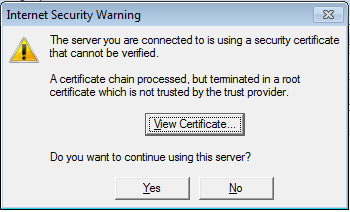 Internet Security Warning
The server you are connected to is using a security certificate
that cannot be verified.
A certificate chain processed, but terminated in a root
certificate which is not trusted by the trust provider.
View Certificate...
Do you want to continue using this server?
Yes
No